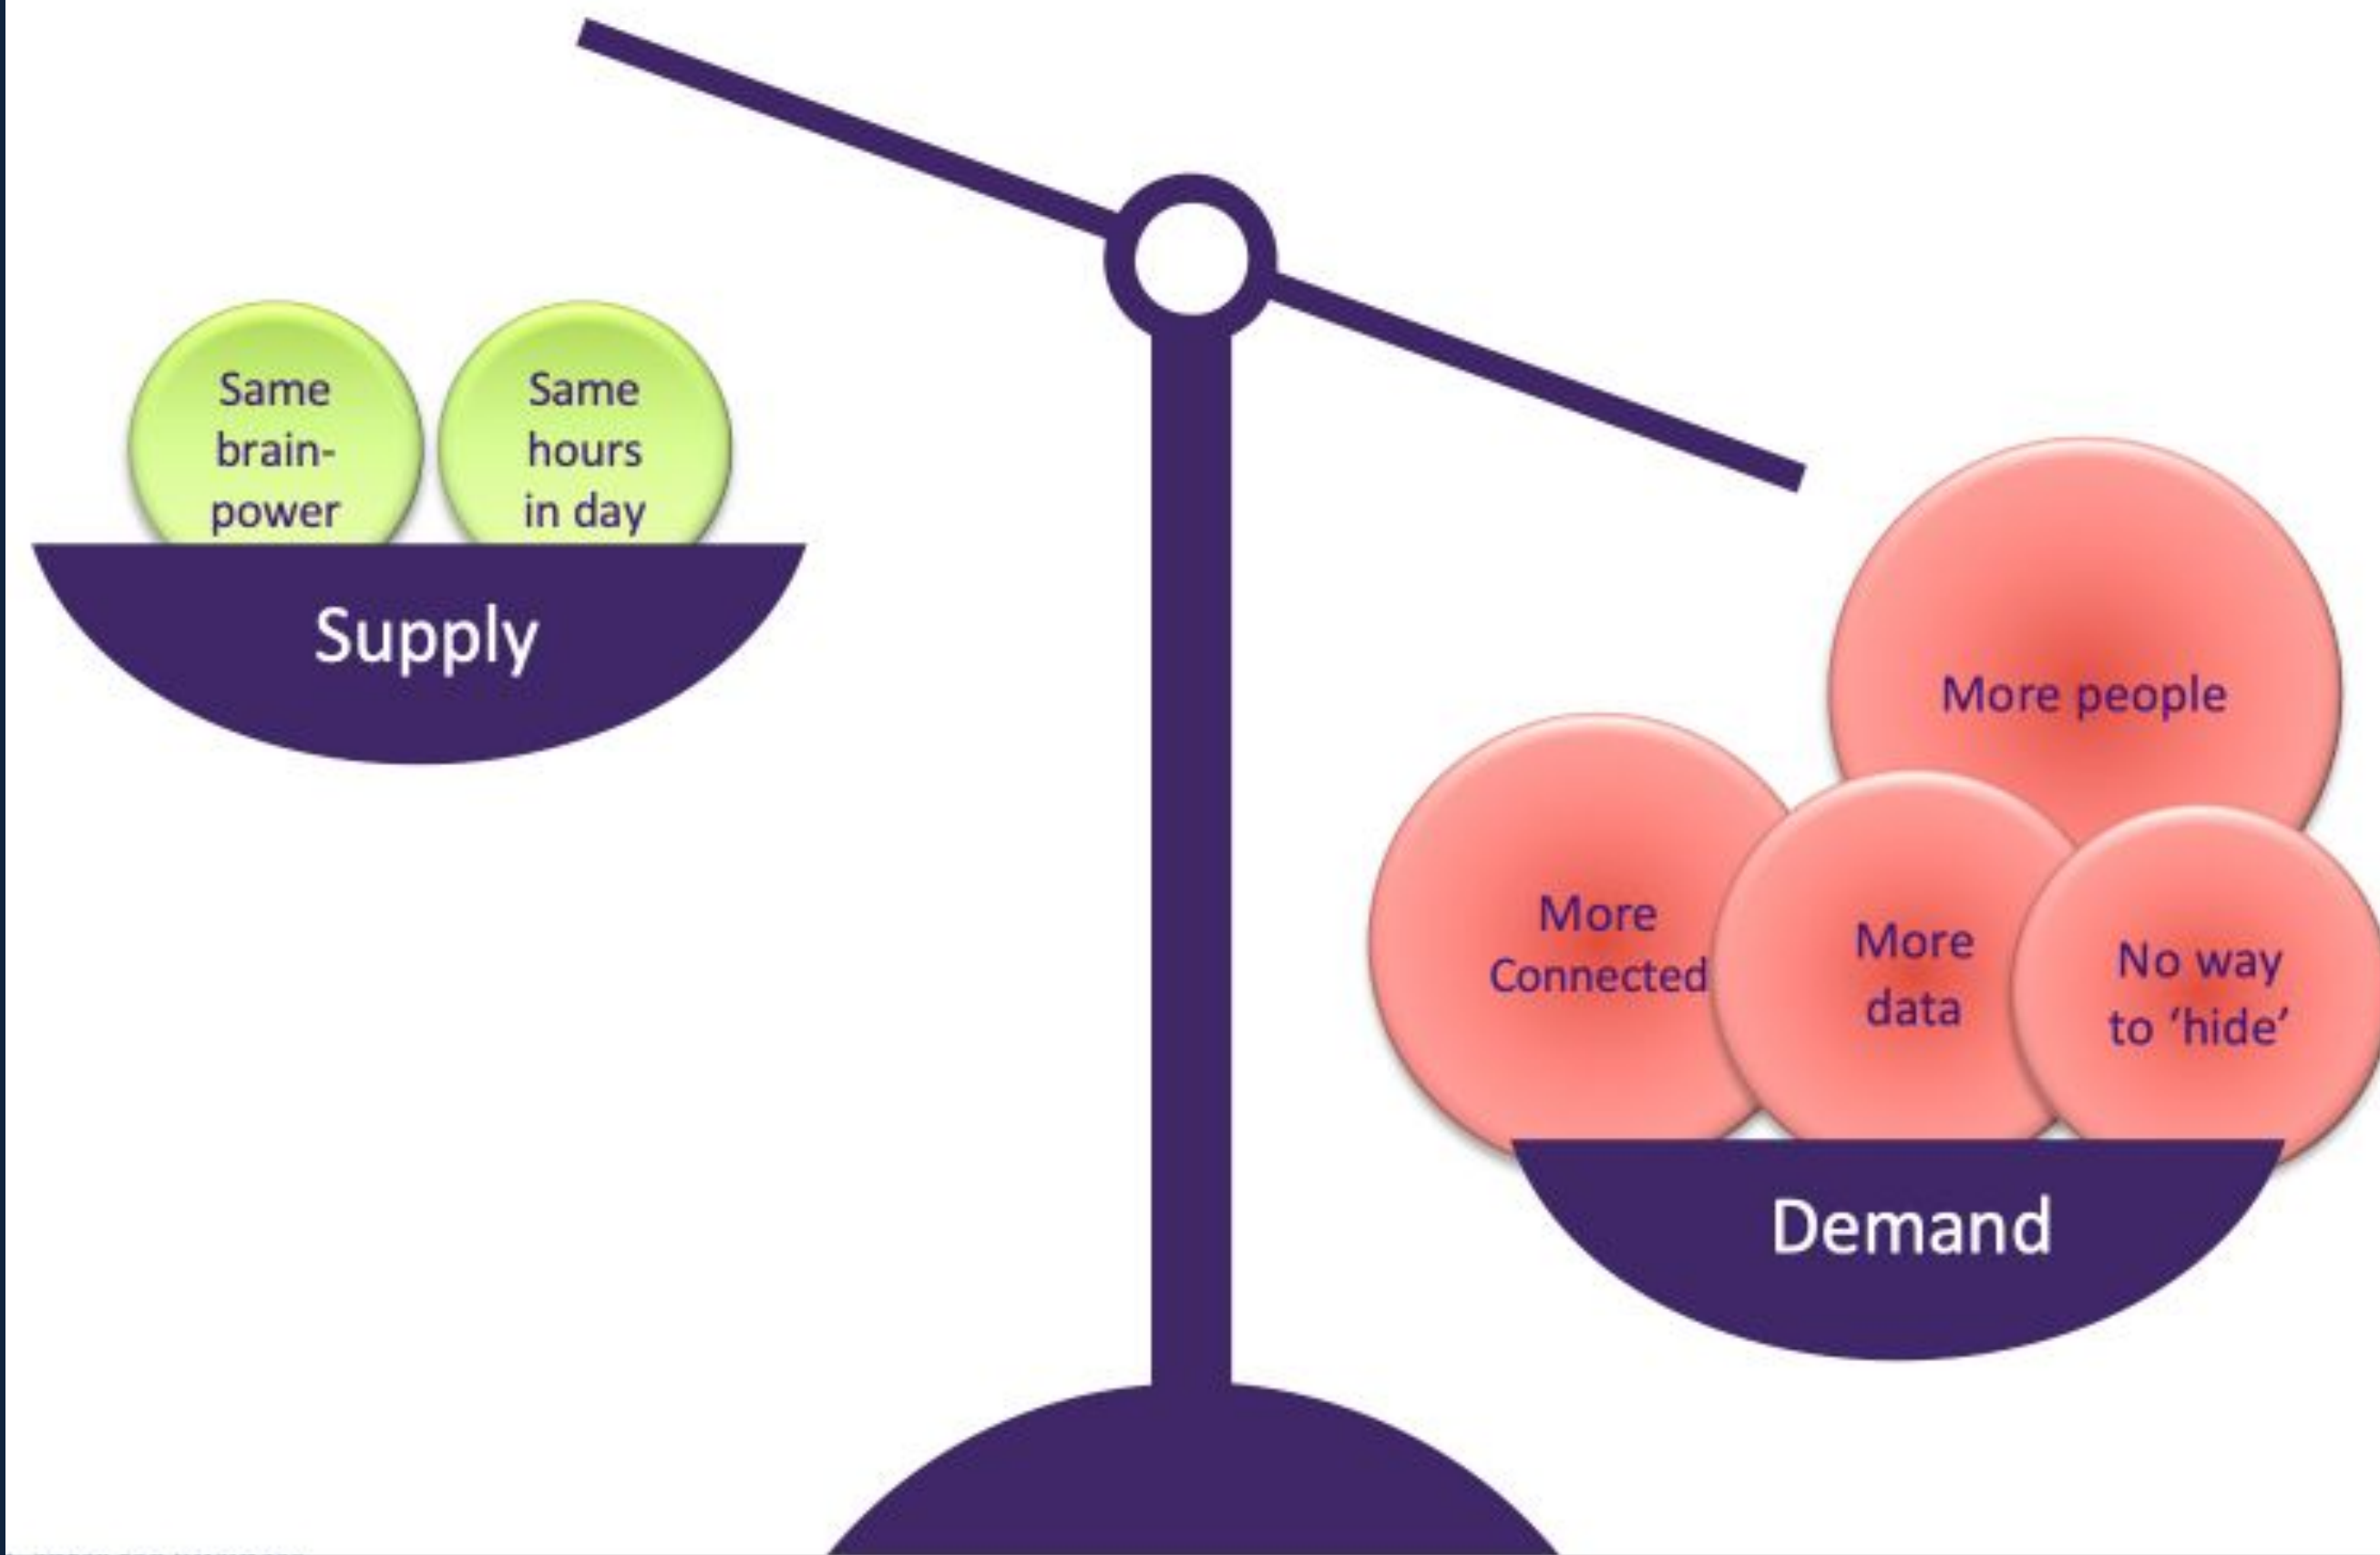 Same
brain-
power
Same
hours
in day
Supply
More people
More
Connected
More
data
No way
to ‘hide’
Demand